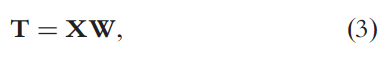 T = XW, (3)